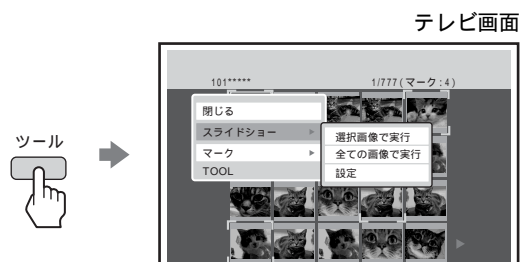 テレビ画面
101*****
1/777(マーク:4)
ツール
閉じる
スライドショー
マーク
TOOL
選択画像で実行
全ての画像で実行
設定